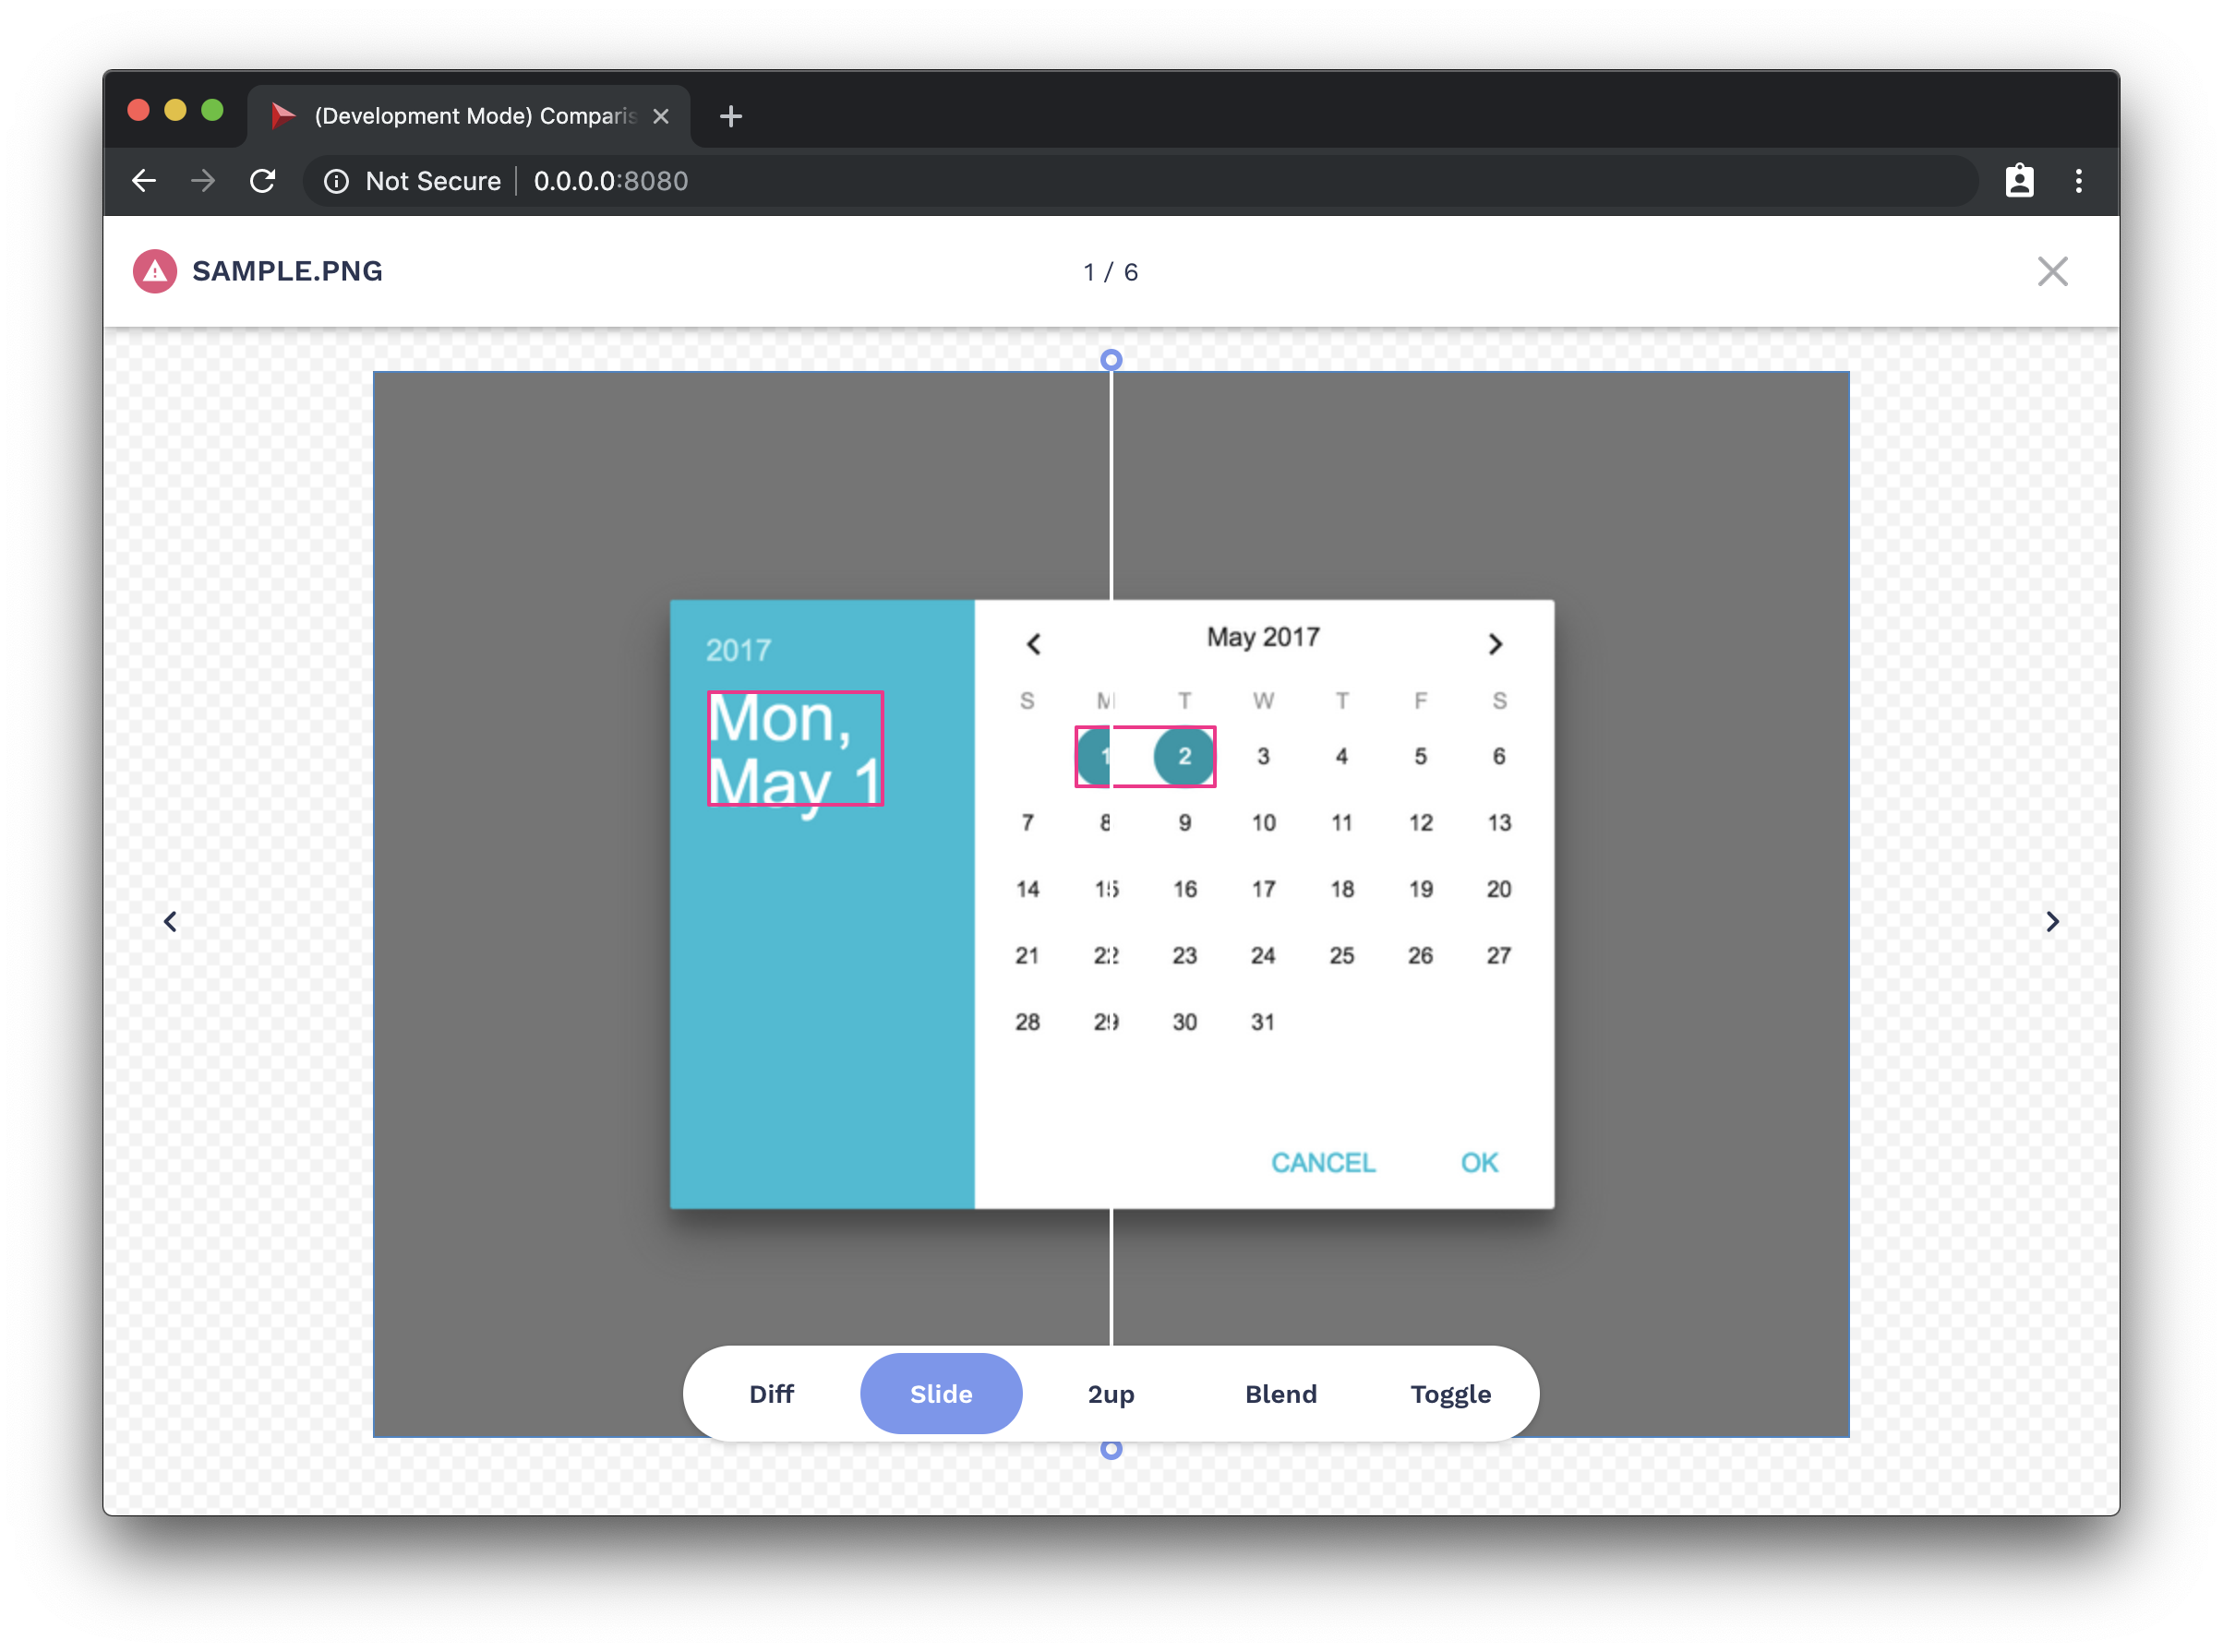 (Development Mode) Comparis
Not Secure 0.0.0.0:8080
SAMPLE.PNG
1 / 6
2017
Mon,
May 1
May 2017
S M T W T F S
1 2 3 4 5 6
7 8 9 10 11 12 13
14 15 16 17 18 19 20
21 22 23 24 25 26 27
28 29 30 31
CANCEL OK
Diff Slide 2up Blend Toggle